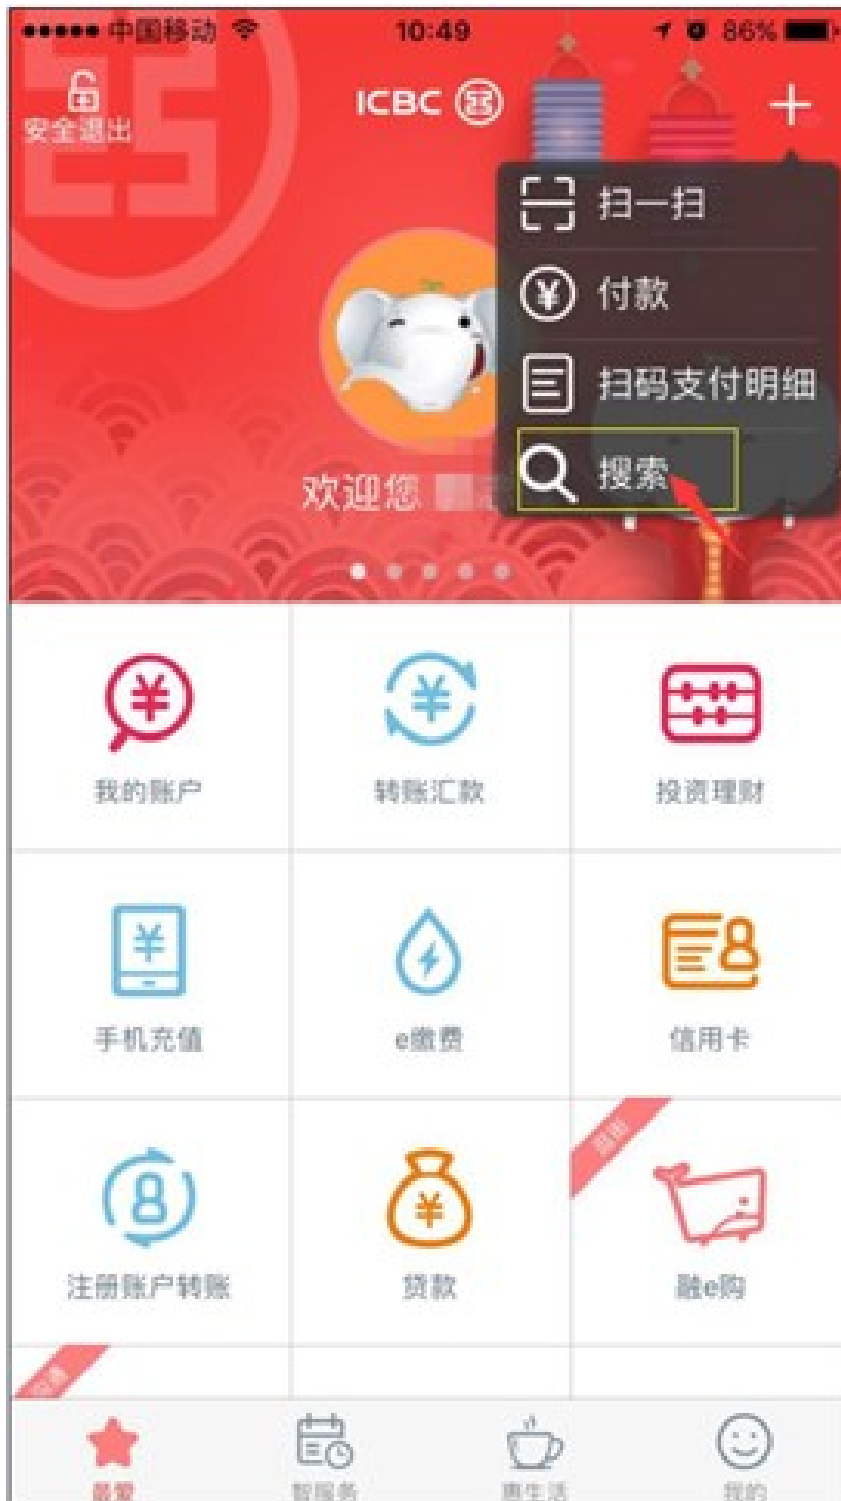 中国移动 10:49 86%
安全退出
ICBC
扫一扫
付款
扫码支付明细
搜索
欢迎您
我的账户 转账汇款 投资理财
手机充值 e缴费 信用卡
注册账户转账 贷款 融e购
最爱 智服务 惠生活 我的